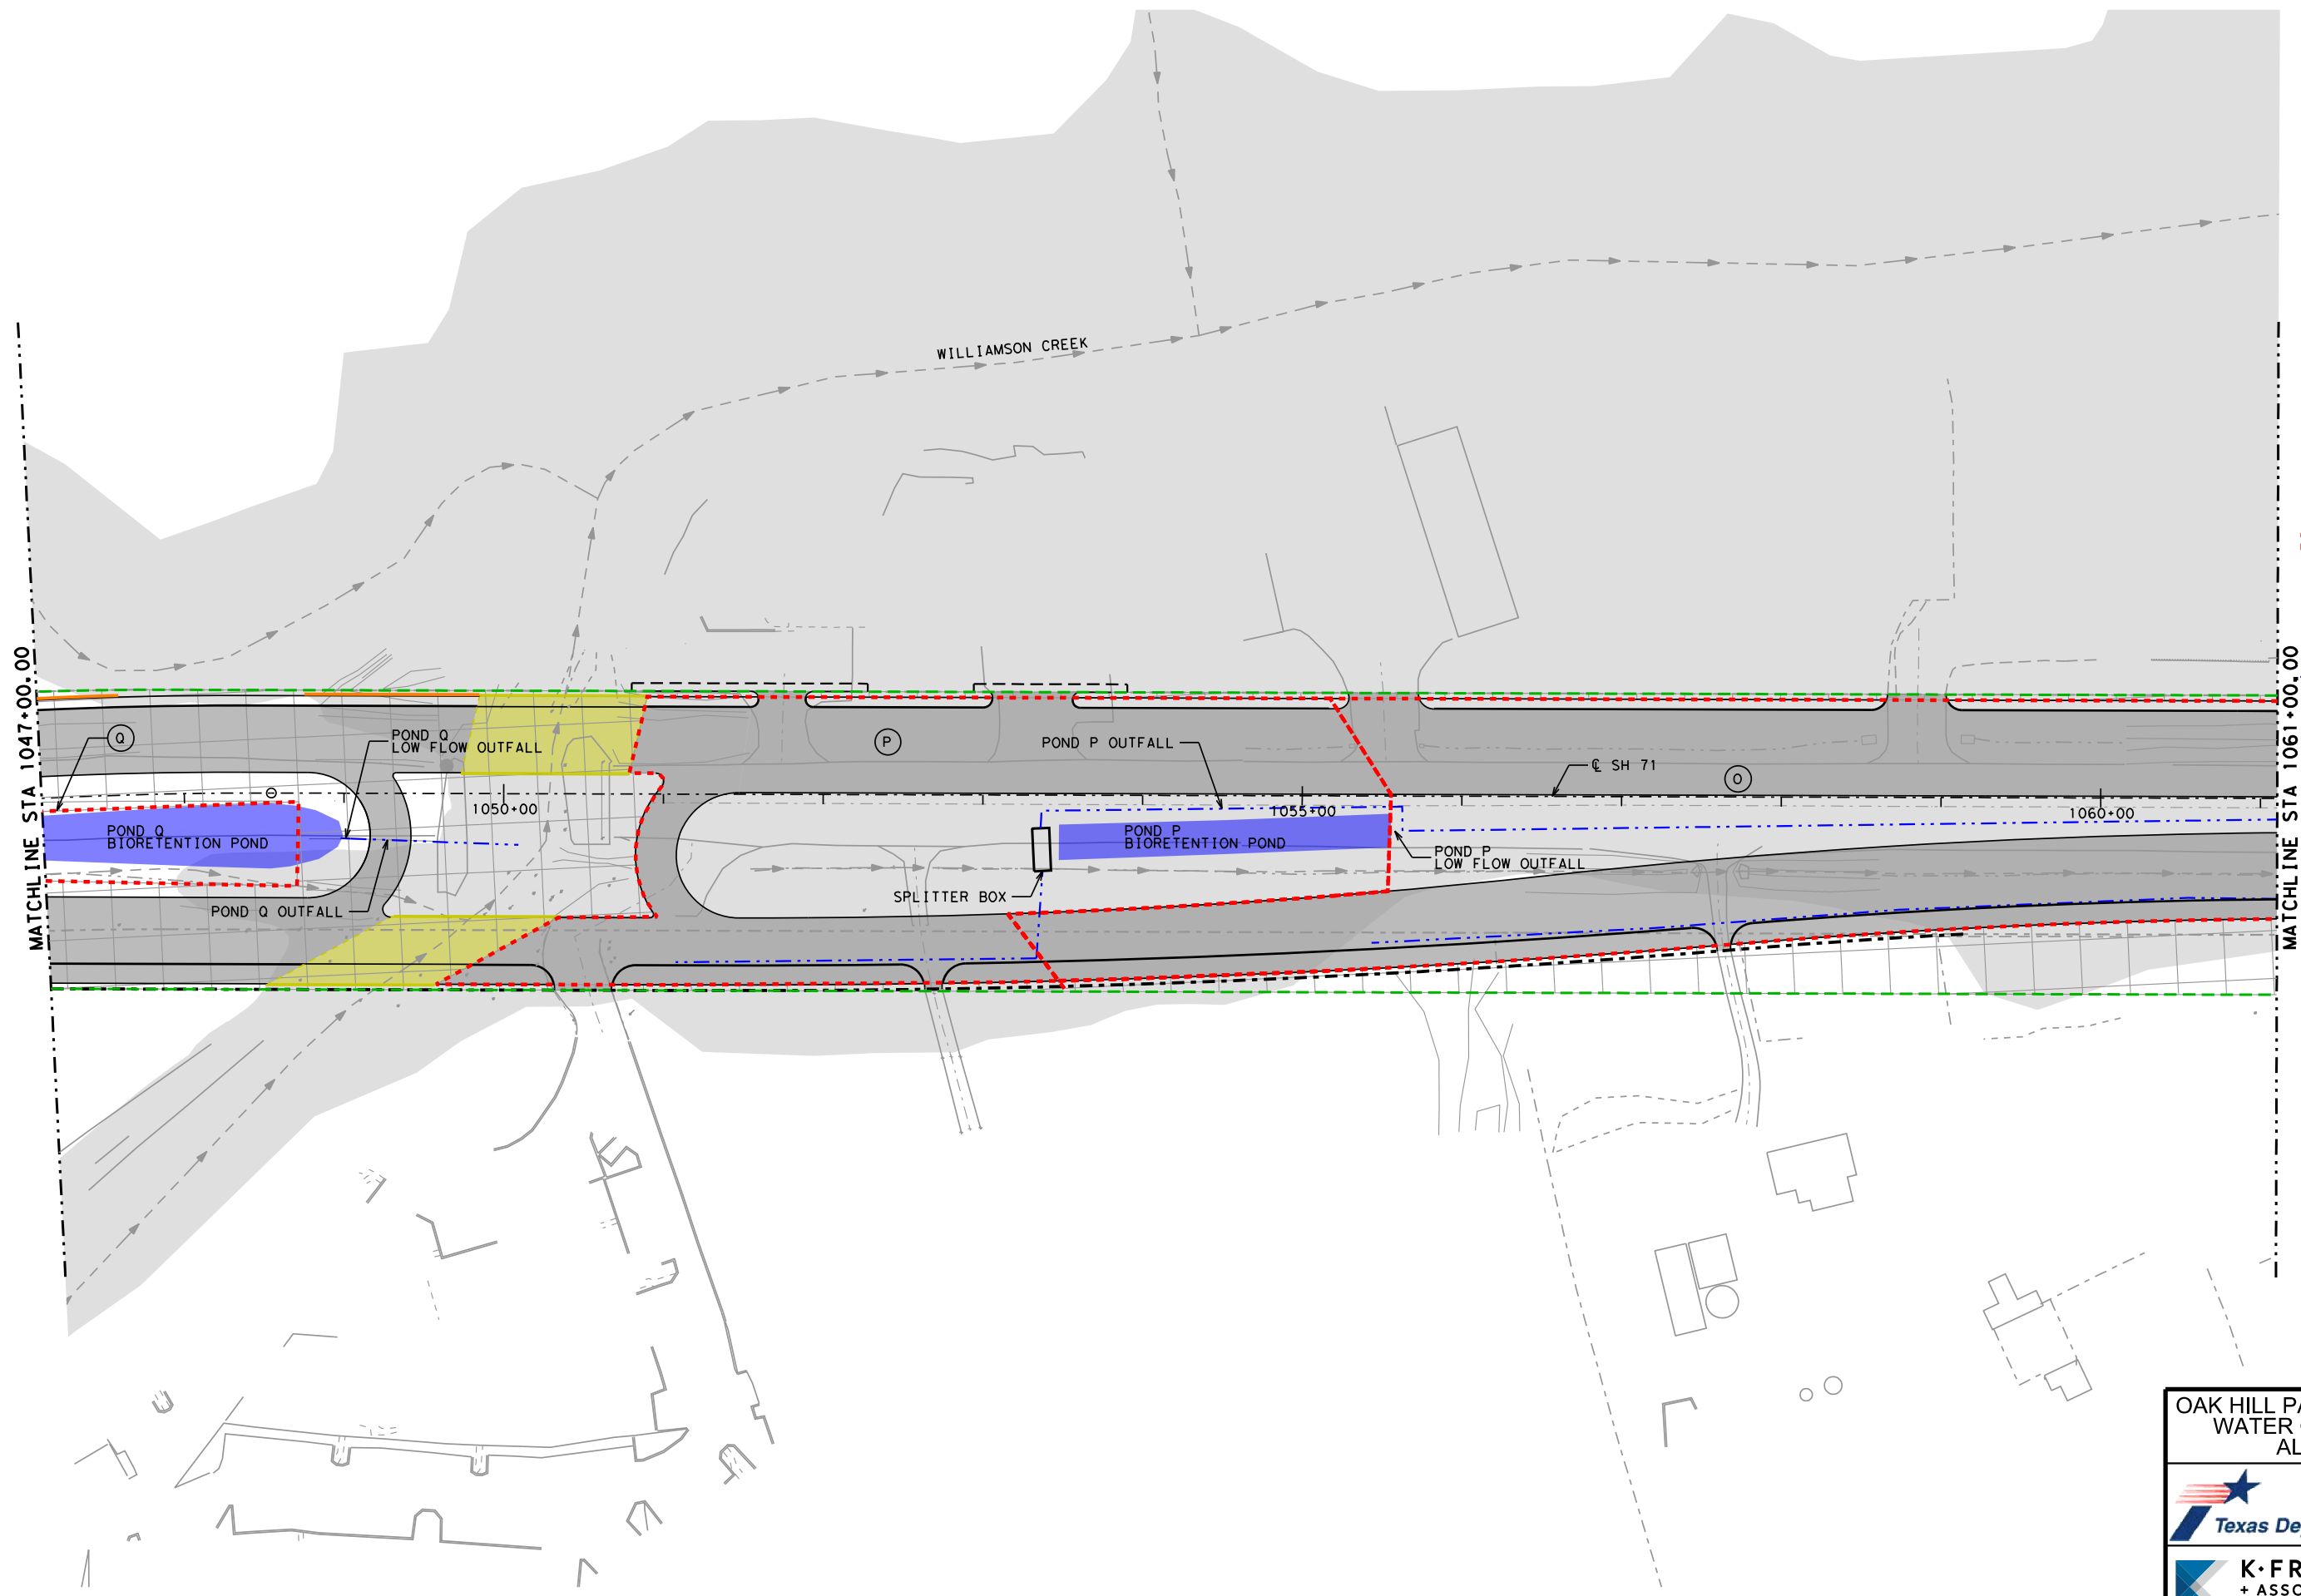 WILLIAMSON CREEK
MATCHLINE STA 1047+00.00
MATCHLINE STA 1061+00.00
Q
POND Q
LOW FLOW OUTFALL
P
POND P OUTFALL
℄ SH 71
O
1050+00
1055+00
1060+00
POND Q
BIORETENTION POND
POND P
BIORETENTION POND
POND P
LOW FLOW OUTFALL
SPLITTER BOX
POND Q OUTFALL
OAK HILL PA
WATER
AL
Texas De
K·FR
+ ASSO